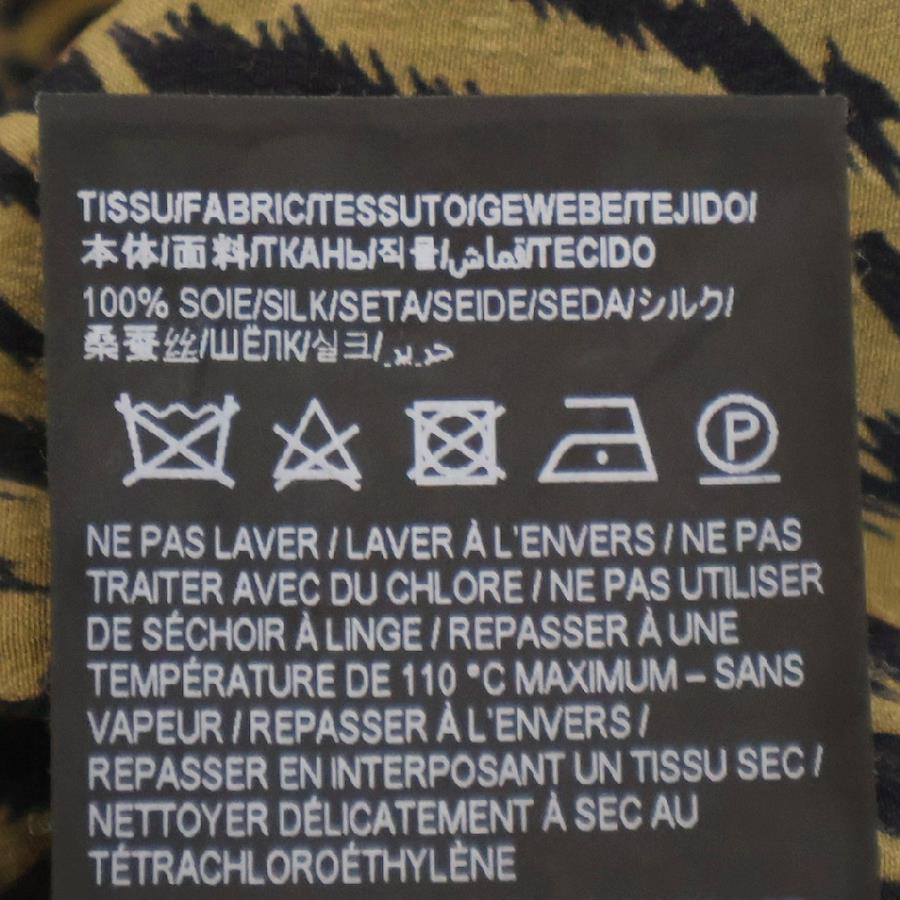 TISSU/FABRIC/TESSUTO/GEWEBE/TEJIDO/
本体/面料/ТКАНЬ/직물/قماش/TECIDO
100% SOIE/SILK/SETA/SEIDE/SEDA/シルク/
桑蚕丝/ШЁЛК/실크/حرير
P
NE PAS LAVER / LAVER À L'ENVERS / NE PAS
TRAITER AVEC DU CHLORE / NE PAS UTILISER
DE SÉCHOIR À LINGE / REPASSER À UNE
TEMPÉRATURE DE 110 °C MAXIMUM – SANS
VAPEUR / REPASSER À L'ENVERS /
REPASSER EN INTERPOSANT UN TISSU SEC /
NETTOYER DÉLICATEMENT À SEC AU
TÉTRACHLOROÉTHYLÈNE